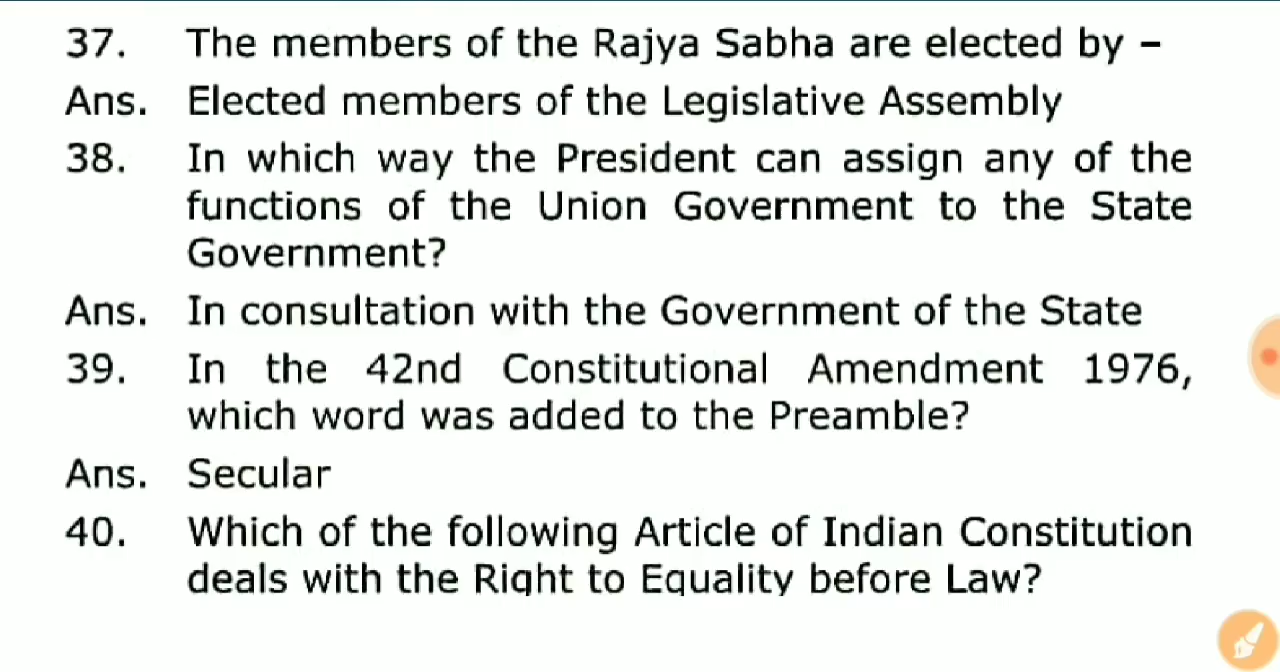 37. The members of the Rajya Sabha are elected by –
Ans. Elected members of the Legislative Assembly
38. In which way the President can assign any of the
functions of the Union Government to the State
Government?
Ans. In consultation with the Government of the State
39. In the 42nd Constitutional Amendment 1976,
which word was added to the Preamble?
Ans. Secular
40. Which of the following Article of Indian Constitution
deals with the Right to Equality before Law?